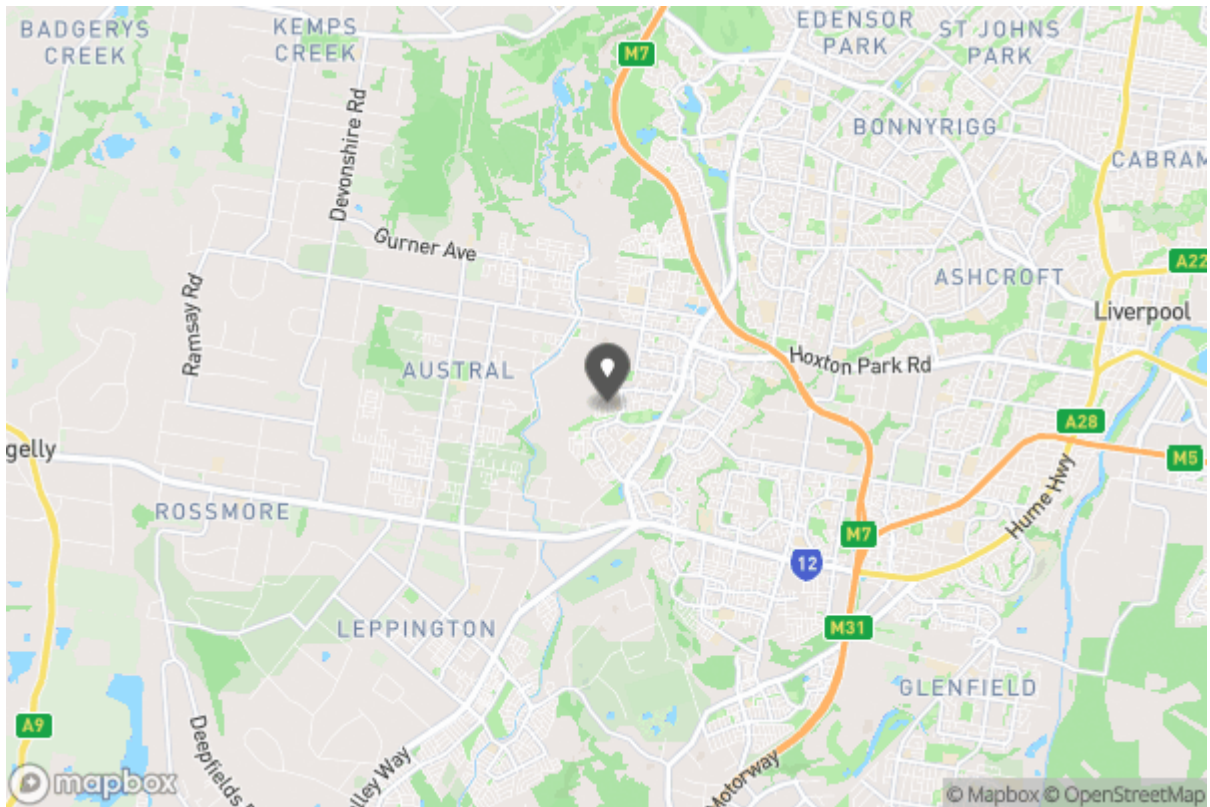 BADGERYS
CREEK
KEMPS
CREEK
M7
EDENSOR
PARK
ST JOHNS
PARK
BONNYRIGG
CABRAM
Devonshire Rd
Gurner Ave
Ramsay Rd
ASHCROFT
A22
Liverpool
AUSTRAL
Hoxton Park Rd
A28
M5
gelly
ROSSMORE
Hume Hwy
M7
12
LEPPINGTON
M31
GLENFIELD
A9
Deepfields
lley Way
Motorway
mapbox
© Mapbox © OpenStreetMap